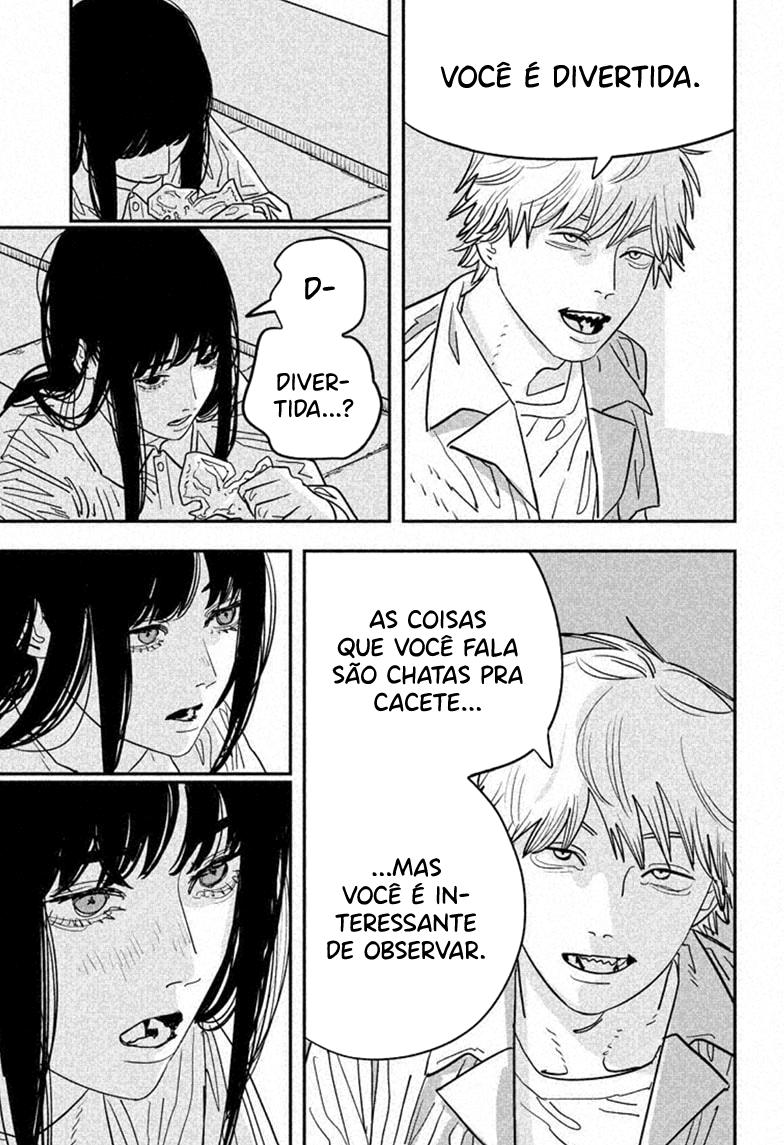 VOCÊ É DIVERTIDA.
D-
DIVER-
TIDA...?
AS COISAS
QUE VOCÊ FALA
SÃO CHATAS PRA
CACETE...
...MAS
VOCÊ É IN-
TERESSANTE
DE OBSERVAR.